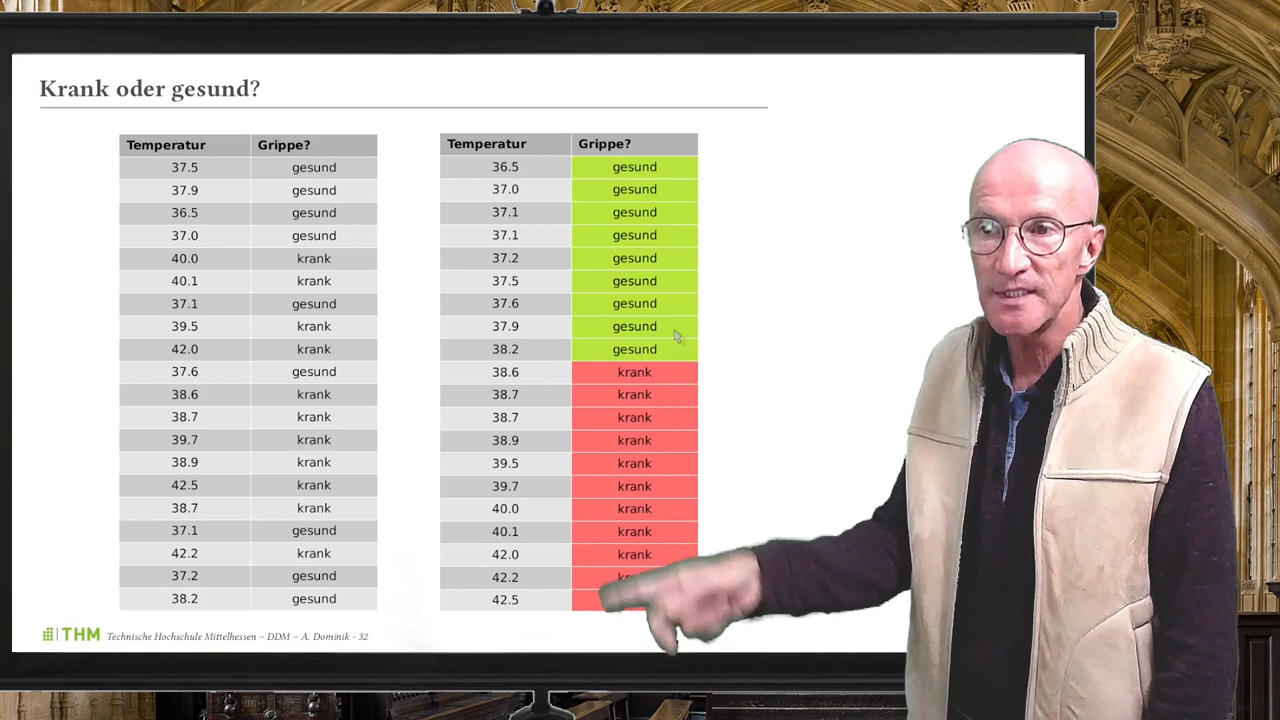 Krank oder gesund?
Temperatur Grippe?
37.5 gesund
37.9 gesund
36.5 gesund
37.0 gesund
40.0 krank
40.1 krank
37.1 gesund
39.5 krank
42.0 krank
37.6 gesund
38.6 krank
38.7 krank
39.7 krank
38.9 krank
42.5 krank
38.7 krank
37.1 gesund
42.2 krank
37.2 gesund
38.2 gesund
Temperatur Grippe?
36.5 gesund
37.0 gesund
37.1 gesund
37.1 gesund
37.2 gesund
37.5 gesund
37.6 gesund
37.9 gesund
38.2 gesund
38.6 krank
38.7 krank
38.7 krank
38.9 krank
39.5 krank
39.7 krank
40.0 krank
40.1 krank
42.0 krank
42.2
42.5
THM Technische Hochschule Mittelhessen – DDM – A. Dominik - 32